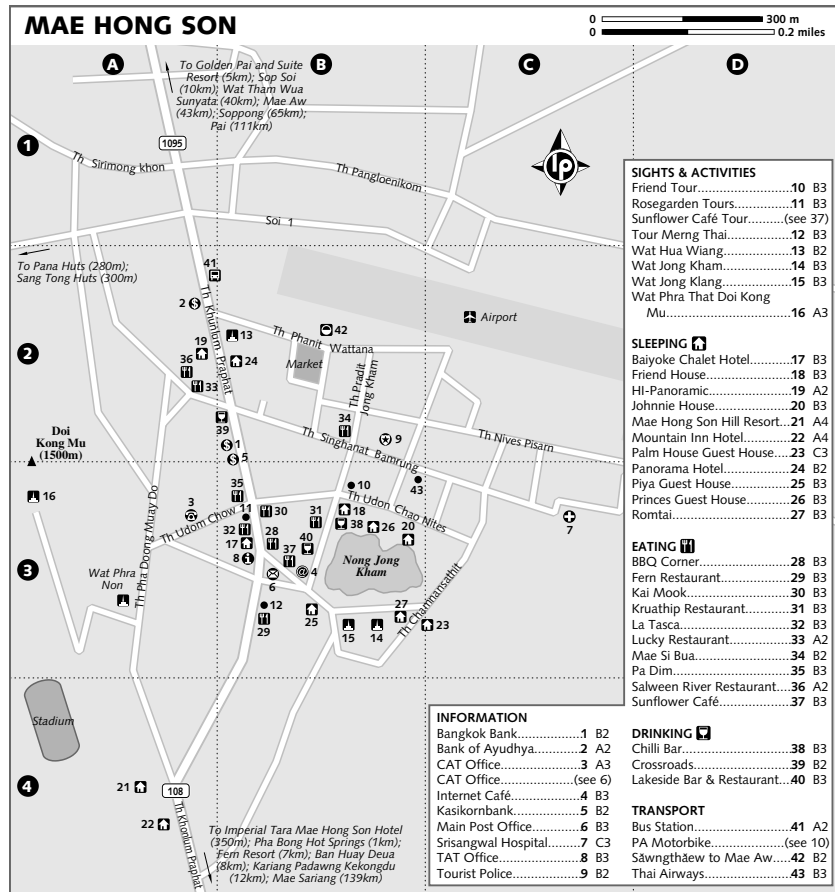 MAE HONG SON
0 300 m
0 0.2 miles
A B C D
To Golden Pai and Suite
Resort (5km); Sop Soi
(10km); Wat Tham Wua
Sunyata (40km); Mae Aw
(43km); Soppong (65km);
Pai (111km)
1
1095
Th Sirimong khon
Th Pangloenikom
lp
Soi 1
To Pana Huts (280m);
Sang Tong Huts (300m)
41
2 $
Th Khunlum Praphat
Airport
13
42
Th Phanit Wattana
19
2
24
Market
36
33
Th Pradit
Jong Kham
34
9
39
$ 1
$ 5
Th Singhanat Bamrung
Th Nives Pisarn
Doi
Kong Mu
(1500m)
16
35
10
43
3
11
30
31
18
Th Udom Chow
Th Udon Chao Nites
32
28
38
26
20
7
17
40
37
8
@ 4
Nong Jong
Kham
3
6
Th Pha Doong Muay Do
Wat Phra
Non
12
25
27
Th Chamnansathit
29
15
14
23
Stadium
4
21
108
22
Th Khonlum Praphat
To Imperial Tara Mae Hong Son Hotel
(350m); Pha Bong Hot Springs (1km);
Fern Resort (7km); Ban Huay Deua
(8km); Kariang Padawng Kekongdu
(12km); Mae Sariang (139km)
INFORMATION
Bangkok Bank 1 B2
Bank of Ayudhya 2 A2
CAT Office 3 A3
CAT Office (see 6)
Internet Café 4 B3
Kasikornbank 5 B2
Main Post Office 6 B3
Srisangwal Hospital 7 C3
TAT Office 8 B3
Tourist Police 9 B2
SIGHTS & ACTIVITIES
Friend Tour 10 B3
Rosegarden Tours 11 B3
Sunflower Café Tour (see 37)
Tour Merng Thai 12 B3
Wat Hua Wiang 13 B2
Wat Jong Kham 14 B3
Wat Jong Klang 15 B3
Wat Phra That Doi Kong
Mu 16 A3
SLEEPING
Baiyoke Chalet Hotel 17 B3
Friend House 18 B3
HI-Panoramic 19 A2
Johnnie House 20 B3
Mae Hong Son Hill Resort 21 A4
Mountain Inn Hotel 22 A4
Palm House Guest House 23 C3
Panorama Hotel 24 B2
Piya Guest House 25 B3
Princes Guest House 26 B3
Romtai 27 B3
EATING
BBQ Corner 28 B3
Fern Restaurant 29 B3
Kai Mook 30 B3
Kruathip Restaurant 31 B3
La Tasca 32 B3
Lucky Restaurant 33 A2
Mae Si Bua 34 B2
Pa Dim 35 B3
Salween River Restaurant 36 A2
Sunflower Café 37 B3
DRINKING
Chilli Bar 38 B3
Crossroads 39 B2
Lakeside Bar & Restaurant 40 B3
TRANSPORT
Bus Station 41 A2
PA Motorbike (see 10)
Săwngthăew to Mae Aw 42 B2
Thai Airways 43 B3